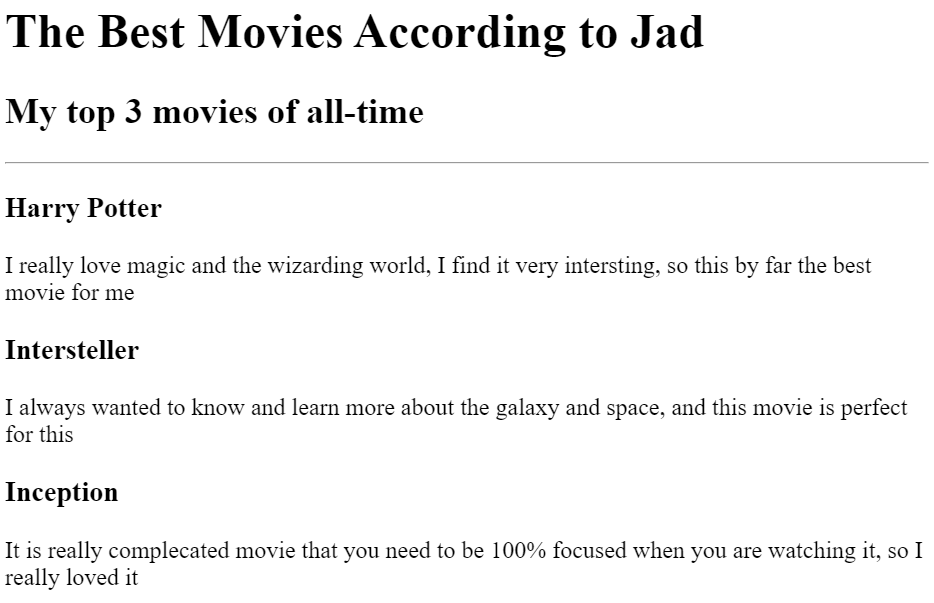 The Best Movies According to Jad
My top 3 movies of all-time
Harry Potter
I really love magic and the wizarding world, I find it very intersting, so this by far the best
movie for me
Intersteller
I always wanted to know and learn more about the galaxy and space, and this movie is perfect
for this
Inception
It is really complecated movie that you need to be 100% focused when you are watching it, so I
really loved it